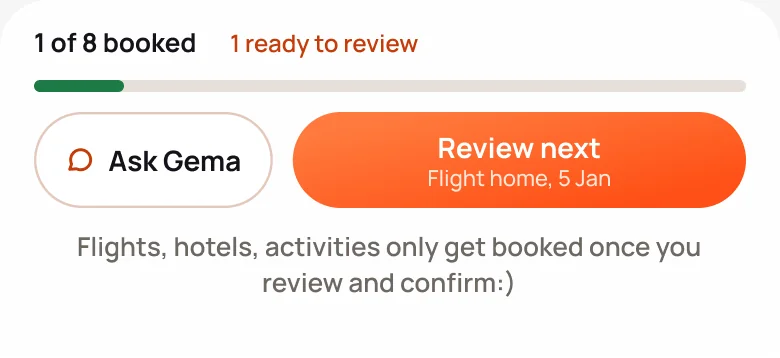 1 of 8 booked 1 ready to review
Ask Gema
Review next
Flight home, 5 Jan
Flights, hotels, activities only get booked once you
review and confirm:)